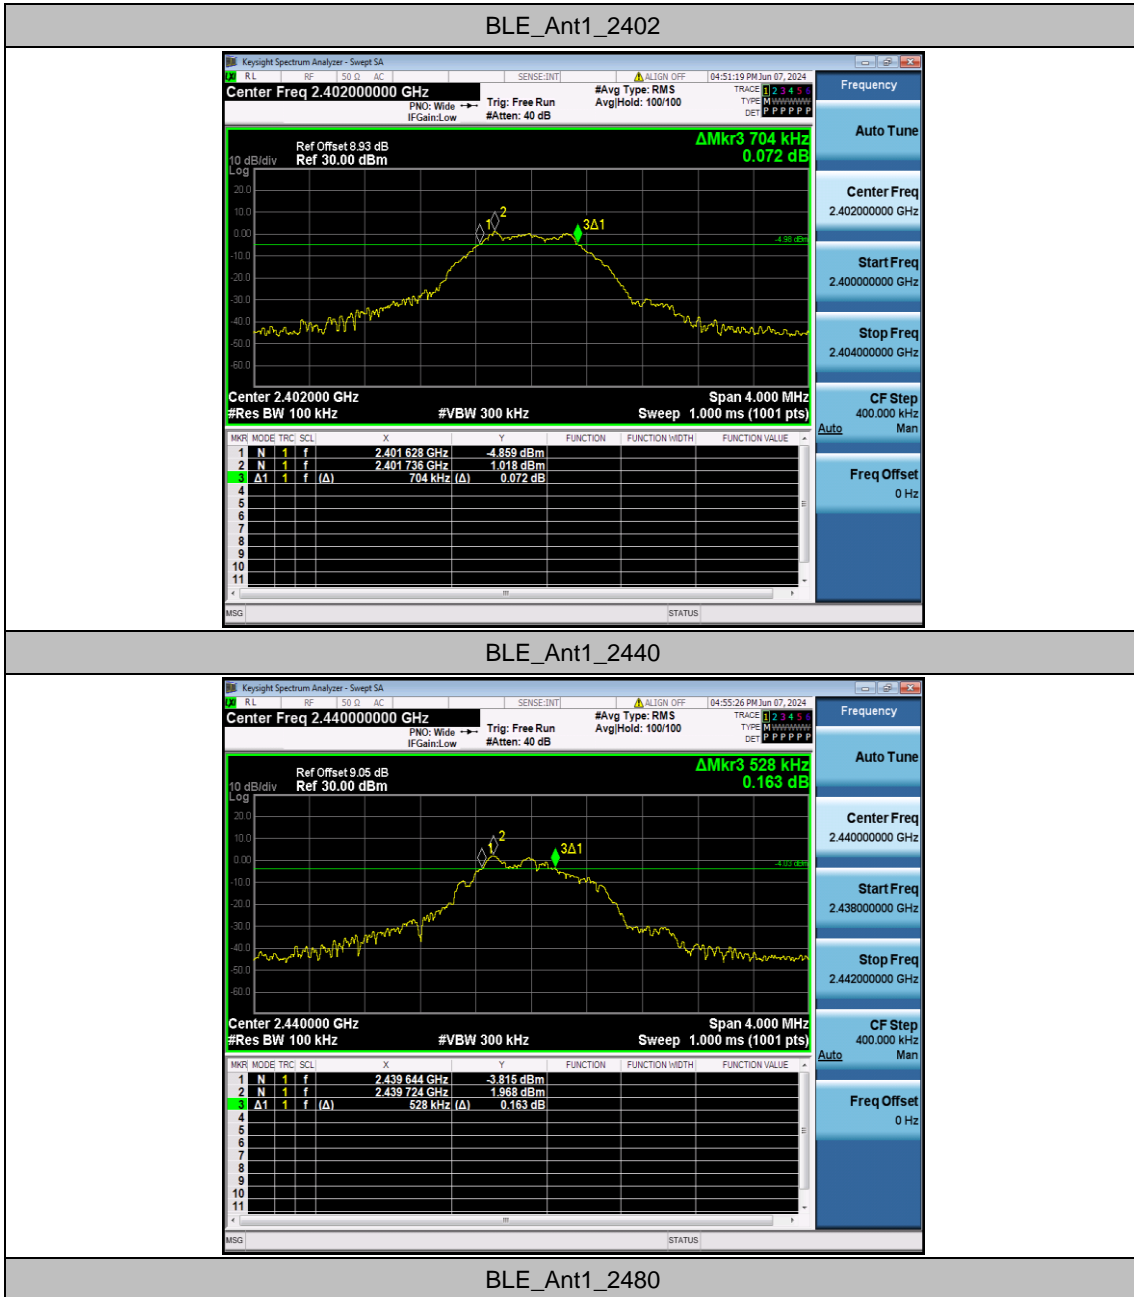 BLE_Ant1_2402
Keysight Spectrum Analyzer - Swept SA
LXI RL RF 50 Ω AC SENSE:INT ALIGN OFF 04:51:19 PM Jun 07, 2024
Center Freq 2.402000000 GHz
PNO: Wide
IFGain:Low
Trig: Free Run
#Atten: 40 dB
#Avg Type: RMS
Avg|Hold: 100/100
TRACE 1 2 3 4 5 6
TYPE M WWWWW
DET P P P P P P
Frequency
Auto Tune
ΔMkr3 704 kHz
0.072 dB
Ref Offset 8.93 dB
10 dB/div Ref 30.00 dBm
Log
20.0
10.0
0.00
-10.0
-20.0
-30.0
-40.0
-50.0
-60.0
1
2
3Δ1
-4.98 dBm
Center 2.402000 GHz Span 4.000 MHz
#Res BW 100 kHz #VBW 300 kHz Sweep 1.000 ms (1001 pts)
Center Freq
2.402000000 GHz
Start Freq
2.400000000 GHz
Stop Freq
2.404000000 GHz
CF Step
400.000 kHz
Auto Man
Freq Offset
0 Hz
MKR MODE TRC SCL X Y FUNCTION FUNCTION WIDTH FUNCTION VALUE
1 N 1 f 2.401 628 GHz -4.859 dBm
2 N 1 f 2.401 736 GHz 1.018 dBm
3 Δ1 1 f (Δ) 704 kHz (Δ) 0.072 dB
4
5
6
7
8
9
10
11
MSG STATUS
BLE_Ant1_2440
Keysight Spectrum Analyzer - Swept SA
LXI RL RF 50 Ω AC SENSE:INT ALIGN OFF 04:55:26 PM Jun 07, 2024
Center Freq 2.440000000 GHz
PNO: Wide
IFGain:Low
Trig: Free Run
#Atten: 40 dB
#Avg Type: RMS
Avg|Hold: 100/100
TRACE 1 2 3 4 5 6
TYPE M WWWWW
DET P P P P P P
Frequency
Auto Tune
ΔMkr3 528 kHz
0.163 dB
Ref Offset 9.05 dB
10 dB/div Ref 30.00 dBm
Log
20.0
10.0
0.00
-10.0
-20.0
-30.0
-40.0
-50.0
-60.0
1
2
3Δ1
-4.03 dBm
Center 2.440000 GHz Span 4.000 MHz
#Res BW 100 kHz #VBW 300 kHz Sweep 1.000 ms (1001 pts)
Center Freq
2.440000000 GHz
Start Freq
2.438000000 GHz
Stop Freq
2.442000000 GHz
CF Step
400.000 kHz
Auto Man
Freq Offset
0 Hz
MKR MODE TRC SCL X Y FUNCTION FUNCTION WIDTH FUNCTION VALUE
1 N 1 f 2.439 644 GHz -3.815 dBm
2 N 1 f 2.439 724 GHz 1.968 dBm
3 Δ1 1 f (Δ) 528 kHz (Δ) 0.163 dB
4
5
6
7
8
9
10
11
MSG STATUS
BLE_Ant1_2480